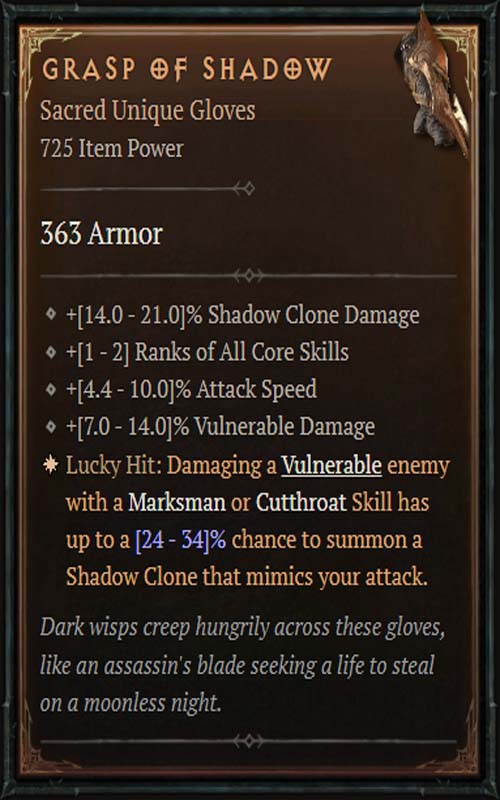 GRASP OF SHADOW
Sacred Unique Gloves
725 Item Power
363 Armor
+[14.0 - 21.0]% Shadow Clone Damage
+[1 - 2] Ranks of All Core Skills
+[4.4 - 10.0]% Attack Speed
+[7.0 - 14.0]% Vulnerable Damage
Lucky Hit: Damaging a Vulnerable enemy
with a Marksman or Cutthroat Skill has
up to a [24 - 34]% chance to summon a
Shadow Clone that mimics your attack.
Dark wisps creep hungrily across these gloves,
like an assassin's blade seeking a life to steal
on a moonless night.